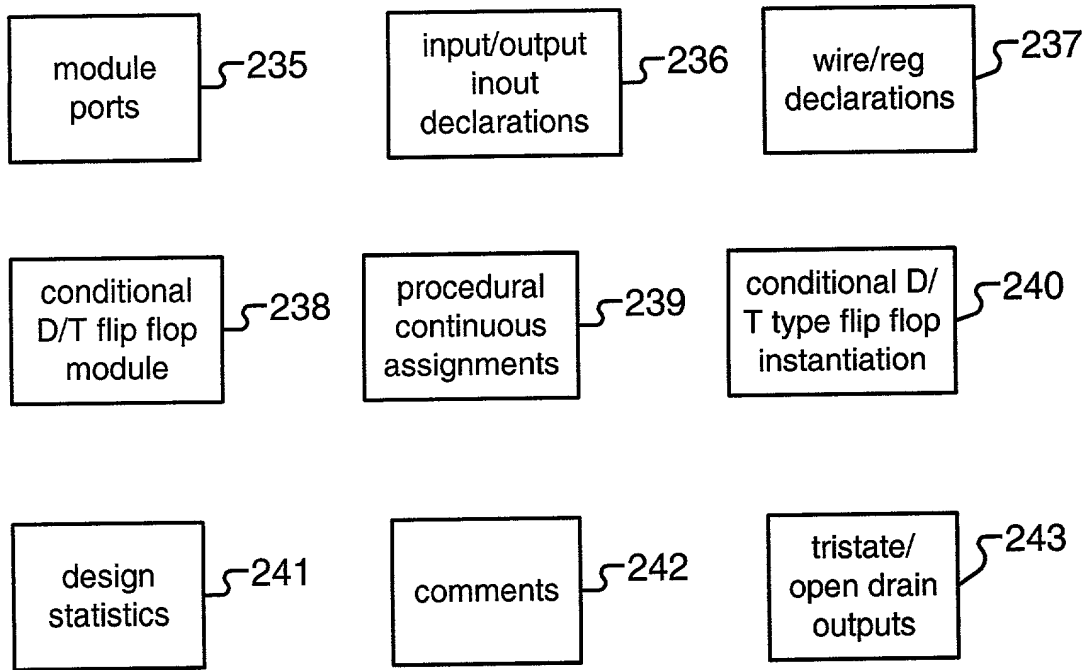 module
ports
235
input/output
inout
declarations
236
wire/reg
declarations
237
conditional
D/T flip flop
module
238
procedural
continuous
assignments
239
conditional D/
T type flip flop
instantiation
240
design
statistics
241
comments
242
tristate/
open drain
outputs
243